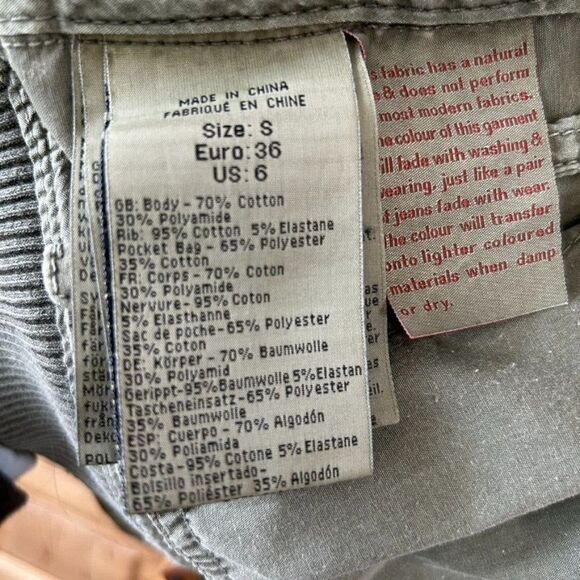 MADE IN CHINA
FABRIQUÉ EN CHINE
Size: S
Euro: 36
US: 6
GB: Body - 70% Cotton
30% Polyamide
Rib: 95% Cotton 5% Elastane
Pocket Bag - 65% Polyester
35% Cotton
FR: Corps - 70% Coton
30% Polyamide
Nervure - 95% Coton
5% Elasthanne
Sac de poche - 65% Polyester
35% Coton
DE: Körper - 70% Baumwolle
30% Polyamid
Gerippt-95%Baumwolle 5%Elastan
Tascheneinsatz - 65% Polyester
35% Baumwolle
ESP: Cuerpo - 70% Algodón
30% Poliamida
Costa - 95% Cotone 5% Elastane
Bolsillo insertado -
65% Poliéster 35% Algodón
fabric has a natural
& does not perform
most modern fabrics.
colour of this garment
fade with washing &
just like a pair
jeans fade with wear.
the colour will transfer
onto lighter coloured
materials when damp
or dry.